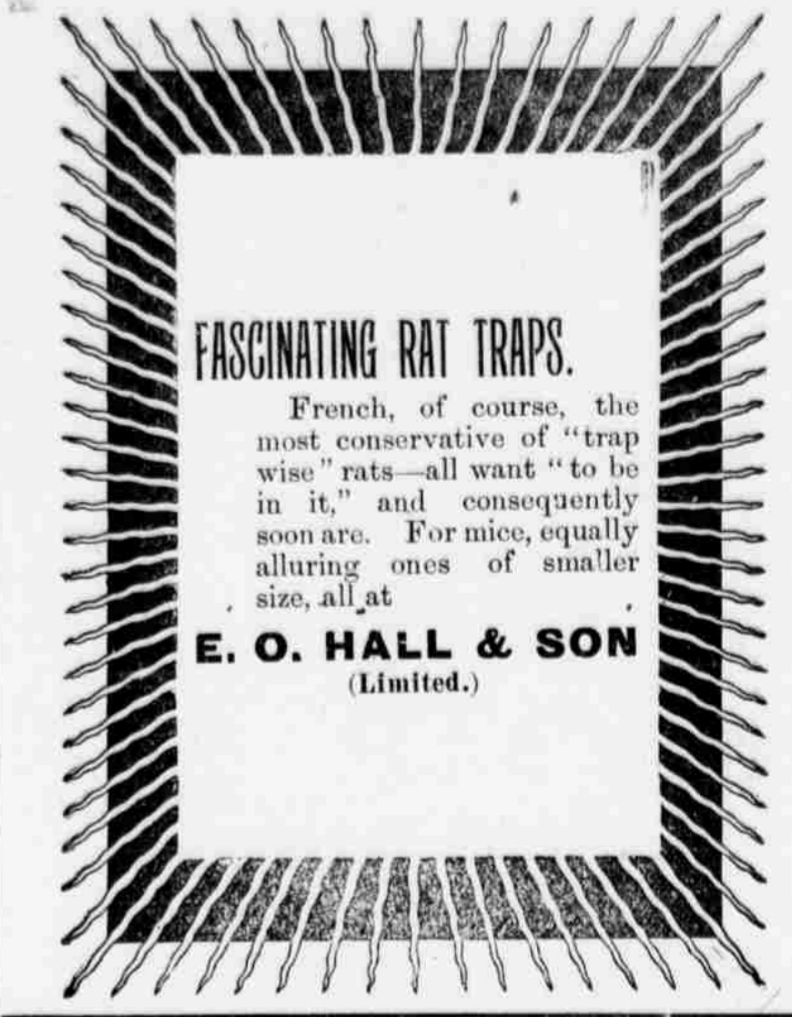 FASCINATING RAT TRAPS.
French, of course, the
most conservative of "trap
wise" rats—all want "to be
in it," and consequently
soon are. For mice, equally
alluring ones of smaller
size, all at
E. O. HALL & SON
(Limited.)